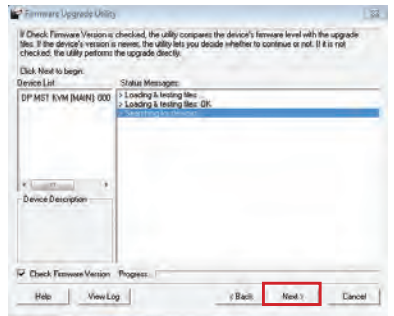 Firmware Upgrade Utility
If Check Firmware Version is checked, the utility compares the device's firmware level with the upgrade
files. If the device's version is newer, the utility lets you decide whether to continue or not. If it is not
checked, the utility performs the upgrade directly.
Click Next to begin.
Device List
Status Messages:
DP MST KVM [MAIN] 000
> Loading & testing files ...
> Loading & testing files: OK
> Searching for devices
Device Description
Check Firmware Version
Progress:
Help
View Log
< Back
Next >
Cancel